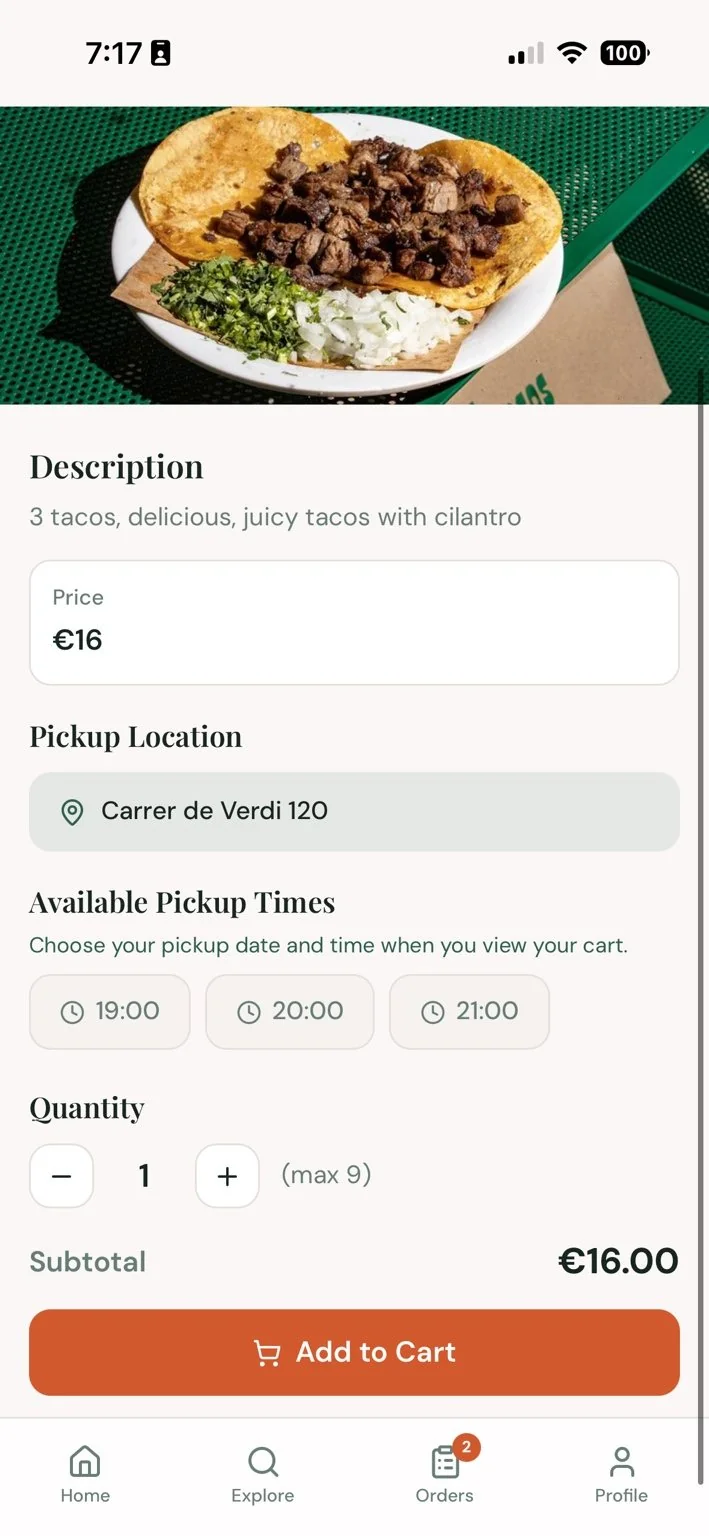 7:17
100
Description
3 tacos, delicious, juicy tacos with cilantro
Price
€16
Pickup Location
Carrer de Verdi 120
Available Pickup Times
Choose your pickup date and time when you view your cart.
19:00 20:00 21:00
Quantity
− 1 + (max 9)
Subtotal €16.00
Add to Cart
2
Home Explore Orders Profile